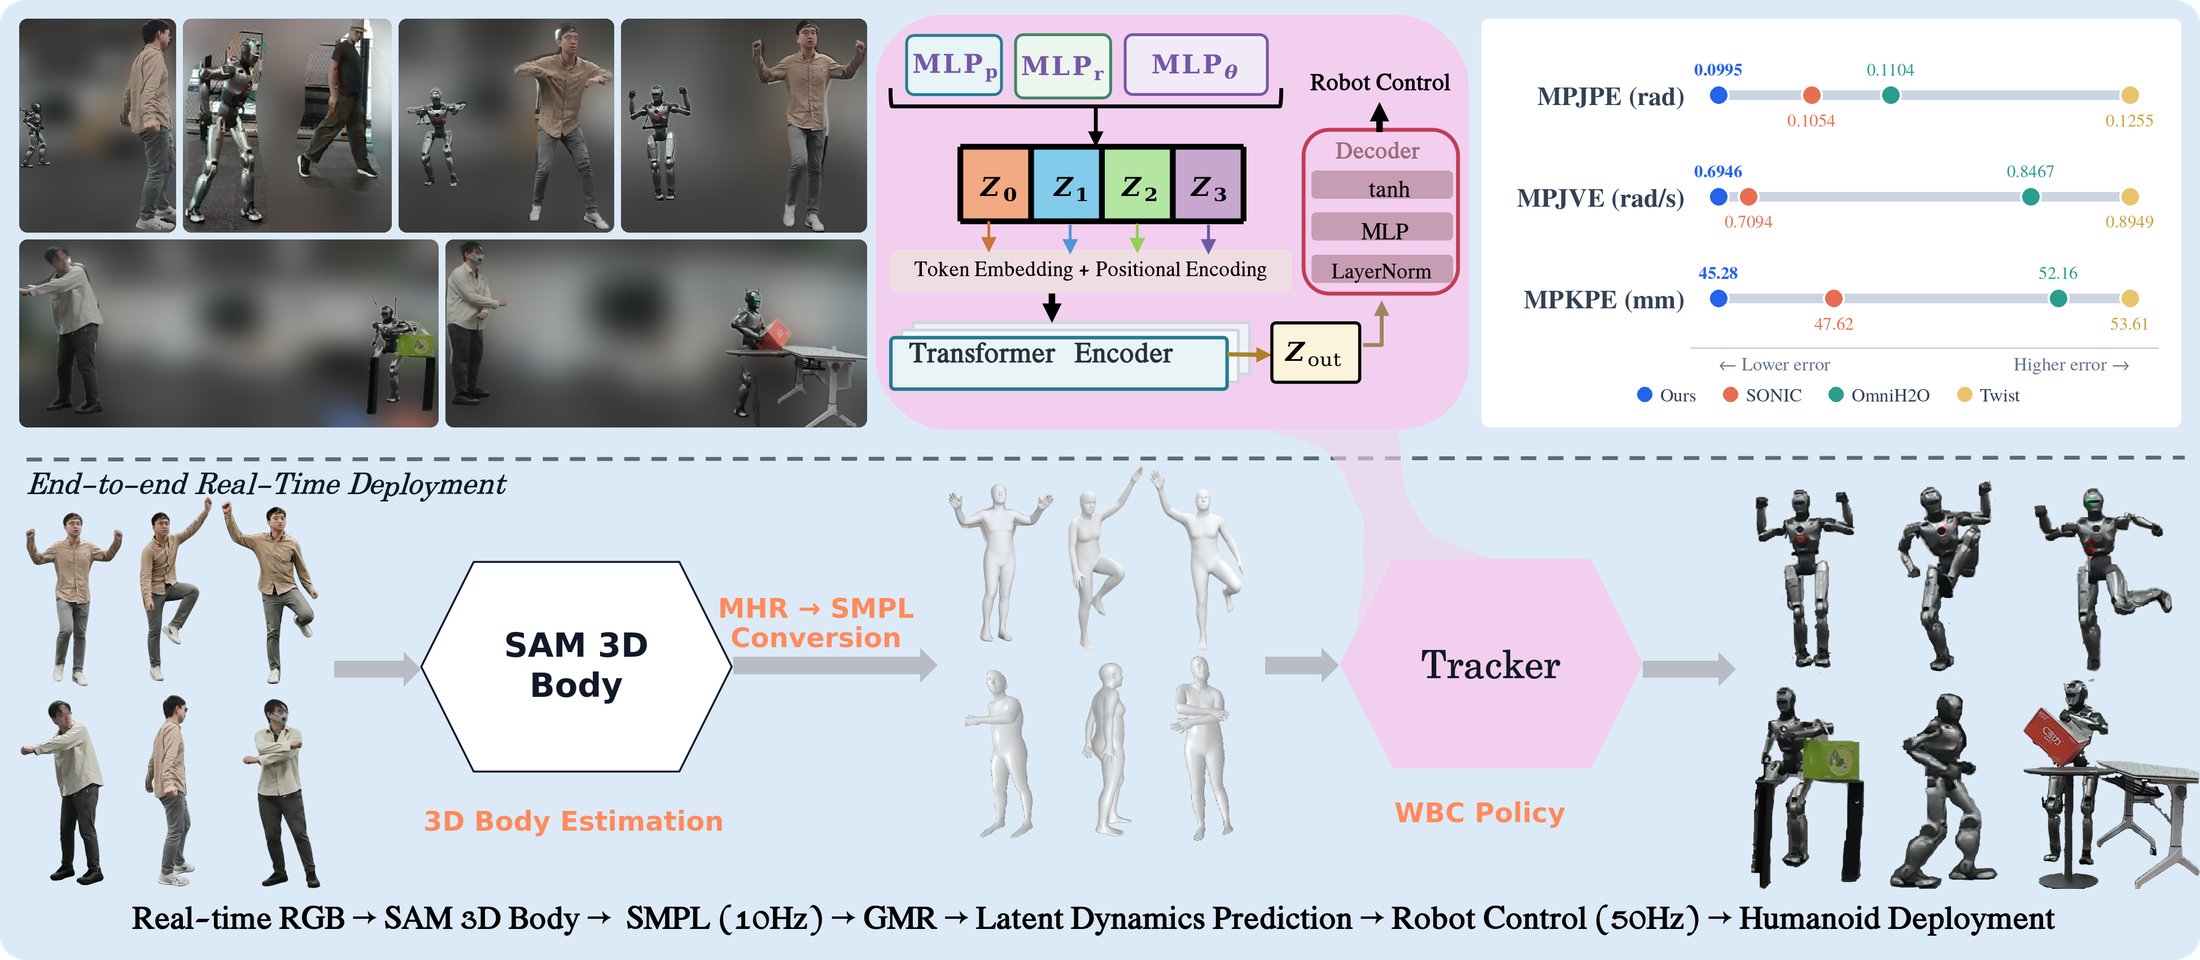 MLPp
MLPr
MLPθ
Robot Control
Z0
Z1
Z2
Z3
Token Embedding + Positional Encoding
Transformer Encoder
Zout
Decoder
tanh
MLP
LayerNorm
MPJPE (rad)
0.0995
0.1054
0.1104
0.1255
MPJVE (rad/s)
0.6946
0.7094
0.8467
0.8949
MPKPE (mm)
45.28
47.62
52.16
53.61
← Lower error
Higher error →
Ours
SONIC
OmniH2O
Twist
End-to-end Real-Time Deployment
SAM 3D
Body
3D Body Estimation
MHR → SMPL
Conversion
Tracker
WBC Policy
Real-time RGB → SAM 3D Body → SMPL (10Hz) → GMR → Latent Dynamics Prediction → Robot Control (50Hz) → Humanoid Deployment